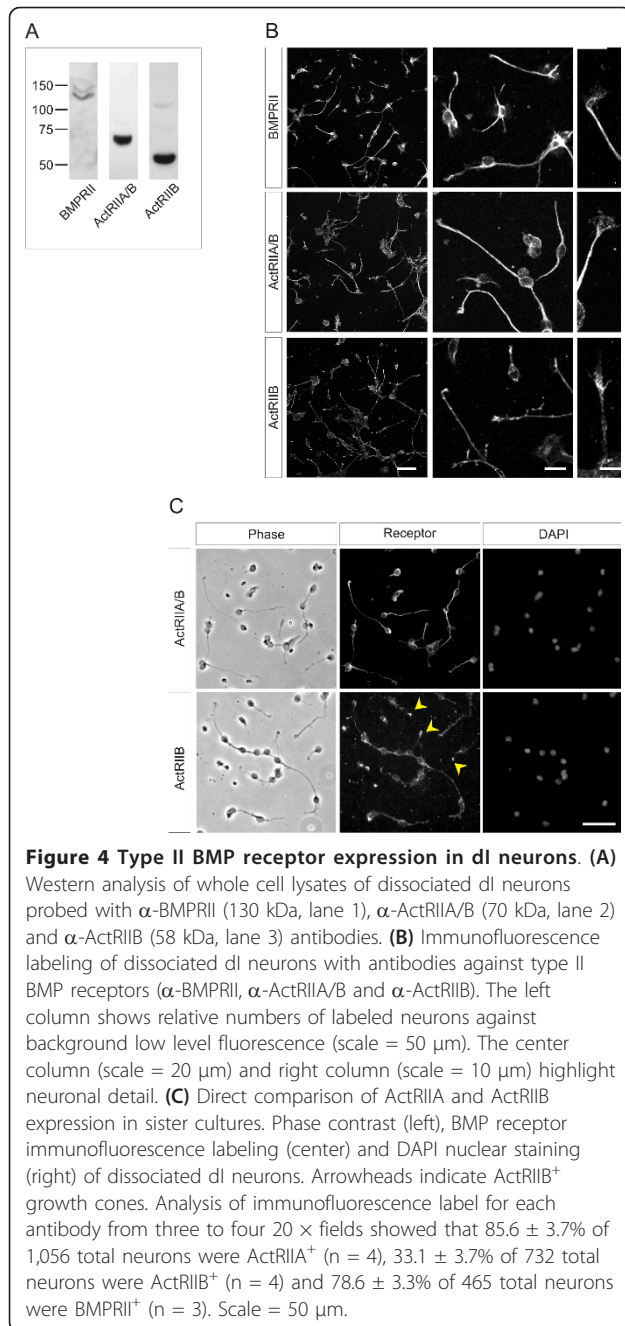 A
150
100
75
50
BMPRII
ActRIIA/B
ActRIIB
B
BMPRII
ActRIIA/B
ActRIIB
C
Phase
Receptor
DAPI
ActRIIA/B
ActRIIB
Figure 4 Type II BMP receptor expression in dI neurons. (A)
Western analysis of whole cell lysates of dissociated dI neurons
probed with α-BMPRII (130 kDa, lane 1), α-ActRIIA/B (70 kDa, lane 2)
and α-ActRIIB (58 kDa, lane 3) antibodies. (B) Immunofluorescence
labeling of dissociated dI neurons with antibodies against type II
BMP receptors (α-BMPRII, α-ActRIIA/B and α-ActRIIB). The left
column shows relative numbers of labeled neurons against
background low level fluorescence (scale = 50 μm). The center
column (scale = 20 μm) and right column (scale = 10 μm) highlight
neuronal detail. (C) Direct comparison of ActRIIA and ActRIIB
expression in sister cultures. Phase contrast (left), BMP receptor
immunofluorescence labeling (center) and DAPI nuclear staining
(right) of dissociated dI neurons. Arrowheads indicate ActRIIB⁺
growth cones. Analysis of immunofluorescence label for each
antibody from three to four 20 × fields showed that 85.6 ± 3.7% of
1,056 total neurons were ActRIIA⁺ (n = 4), 33.1 ± 3.7% of 732 total
neurons were ActRIIB⁺ (n = 4) and 78.6 ± 3.3% of 465 total neurons
were BMPRII⁺ (n = 3). Scale = 50 μm.